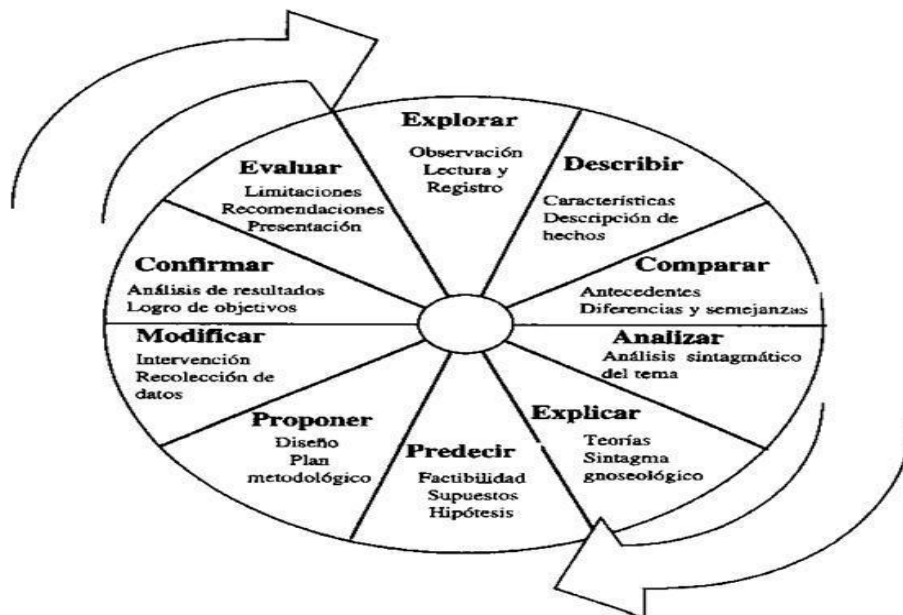 Explorar
Observación
Lectura y
Registro
Describir
Características
Descripción de
hechos
Comparar
Antecedentes
Diferencias y semejanzas
Analizar
Análisis sintagmático
del tema
Explicar
Teorías
Sintagma
gnoseológico
Predecir
Factibilidad
Supuestos
Hipótesis
Proponer
Diseño
Plan
metodológico
Modificar
Intervención
Recolección de
datos
Confirmar
Análisis de resultados
Logro de objetivos
Evaluar
Limitaciones
Recomendaciones
Presentación